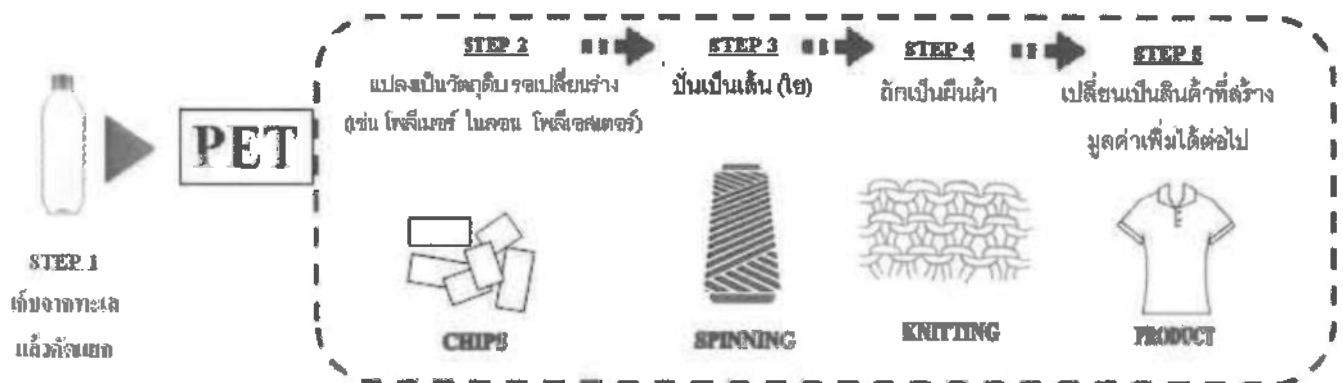 STEP 1
เก็บจากทะเล
แล้วคัดแยก
PET
STEP 2
แปลงเป็นวัตถุดิบ รอเปลี่ยนร่าง
(เช่น โพลีเมอร์ ไนลอน โพลีเอสเตอร์)
CHIPS
STEP 3
ปั่นเป็นเส้น (ใย)
SPINNING
STEP 4
ถักเป็นผืนผ้า
KNITTING
STEP 5
เปลี่ยนเป็นสินค้าที่สร้าง
มูลค่าเพิ่มได้ต่อไป
PRODUCT